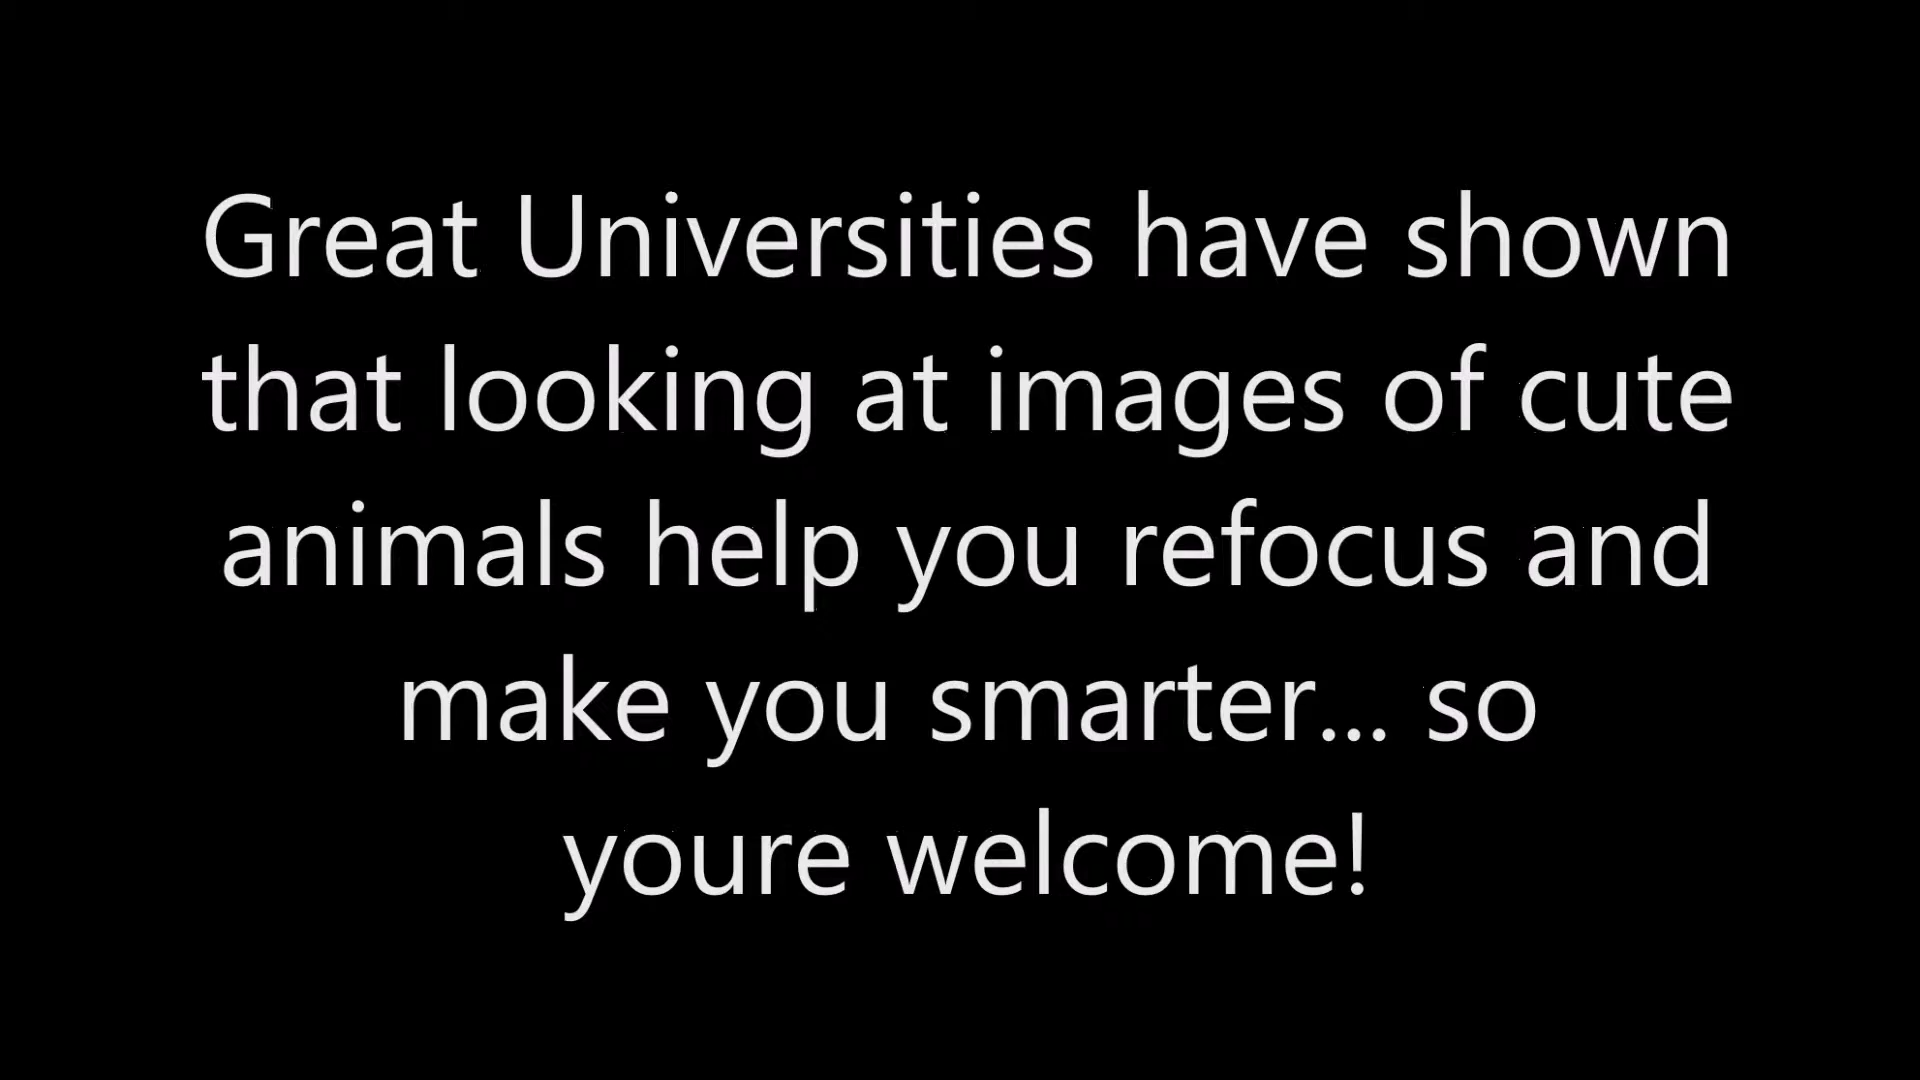 Great Universities have shown
that looking at images of cute
animals help you refocus and
make you smarter... so
youre welcome!